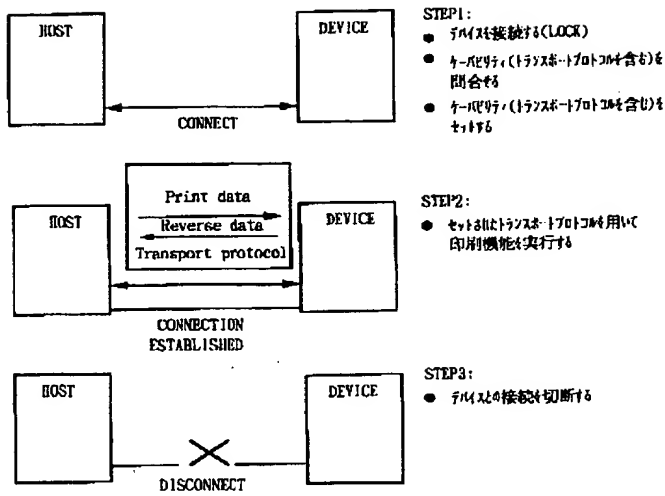 HOST
DEVICE
CONNECT
STEP1:
● デバイスを接続する(LOCK)
● ケーパビリティ(トランスポートプロトコルを含む)を
問合せる
● ケーパビリティ(トランスポートプロトコルを含む)を
セットする
HOST
Print data
Reverse data
Transport protocol
DEVICE
CONNECTION
ESTABLISHED
STEP2:
● セットされたトランスポートプロトコルを用いて
印刷機能を実行する
HOST
DEVICE
DISCONNECT
STEP3:
● デバイスとの接続を切断する